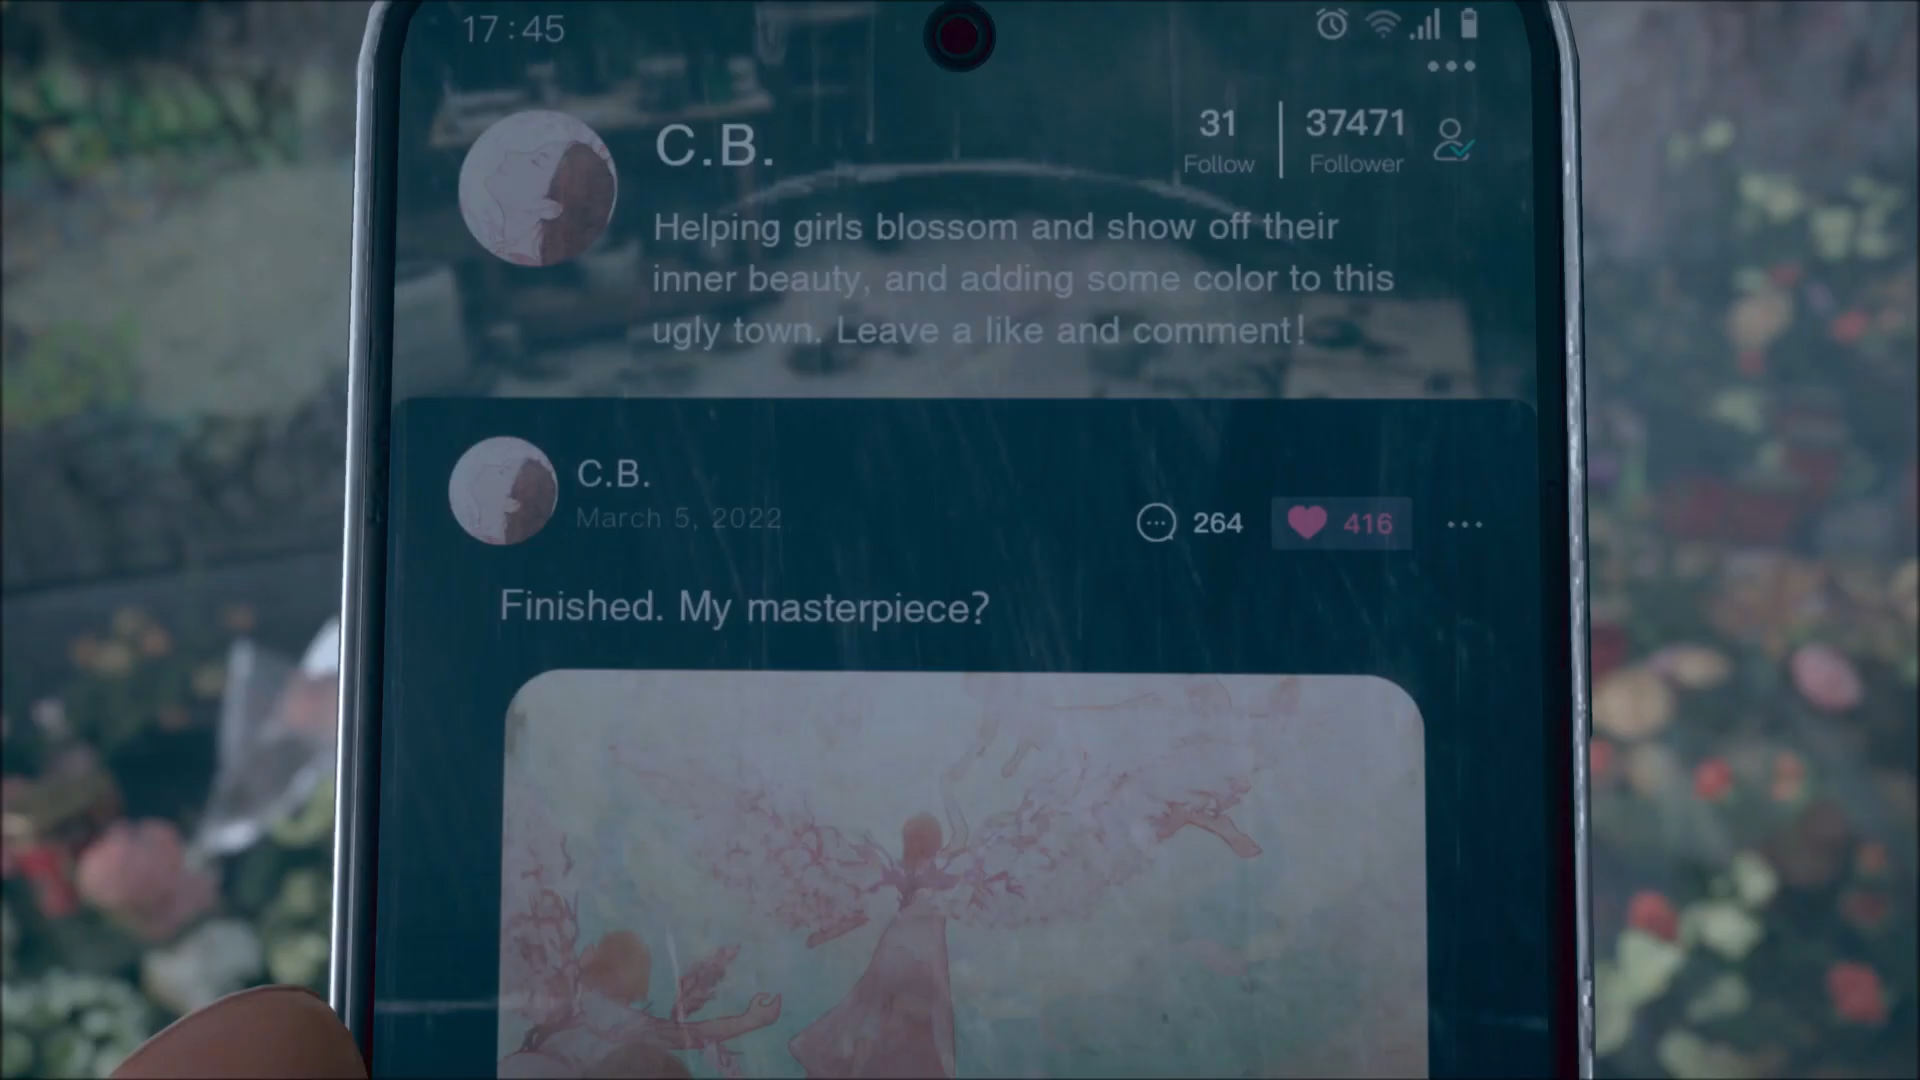 17:45
C.B.
31
Follow
37471
Follower
Helping girls blossom and show off their
inner beauty, and adding some color to this
ugly town. Leave a like and comment!
C.B.
March 5, 2022
264
416
Finished. My masterpiece?